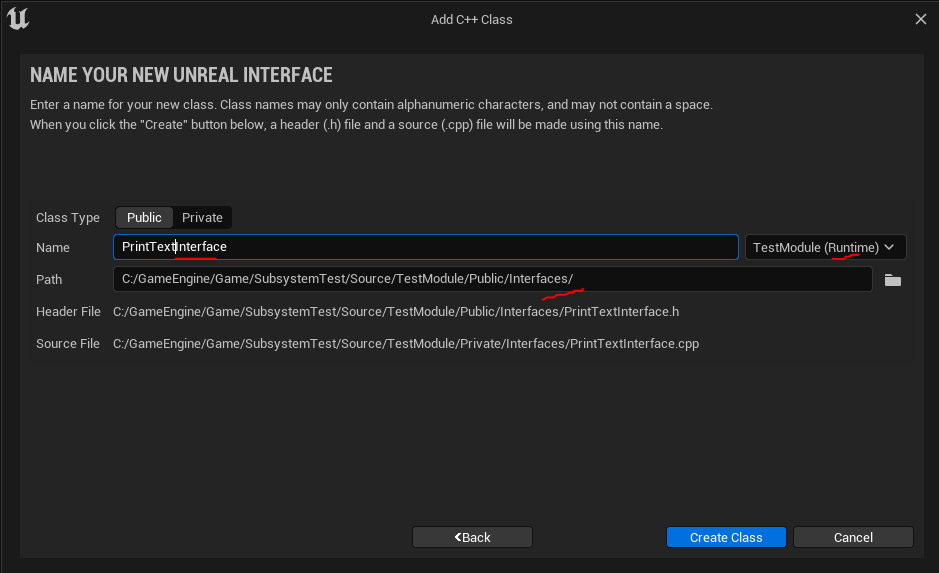 Add C++ Class
NAME YOUR NEW UNREAL INTERFACE
Enter a name for your new class. Class names may only contain alphanumeric characters, and may not contain a space.
When you click the "Create" button below, a header (.h) file and a source (.cpp) file will be made using this name.
Class Type Public Private
Name PrintTextInterface TestModule (Runtime)
Path C:/GameEngine/Game/SubsystemTest/Source/TestModule/Public/Interfaces/
Header File C:/GameEngine/Game/SubsystemTest/Source/TestModule/Public/Interfaces/PrintTextInterface.h
Source File C:/GameEngine/Game/SubsystemTest/Source/TestModule/Private/Interfaces/PrintTextInterface.cpp
Back Create Class Cancel